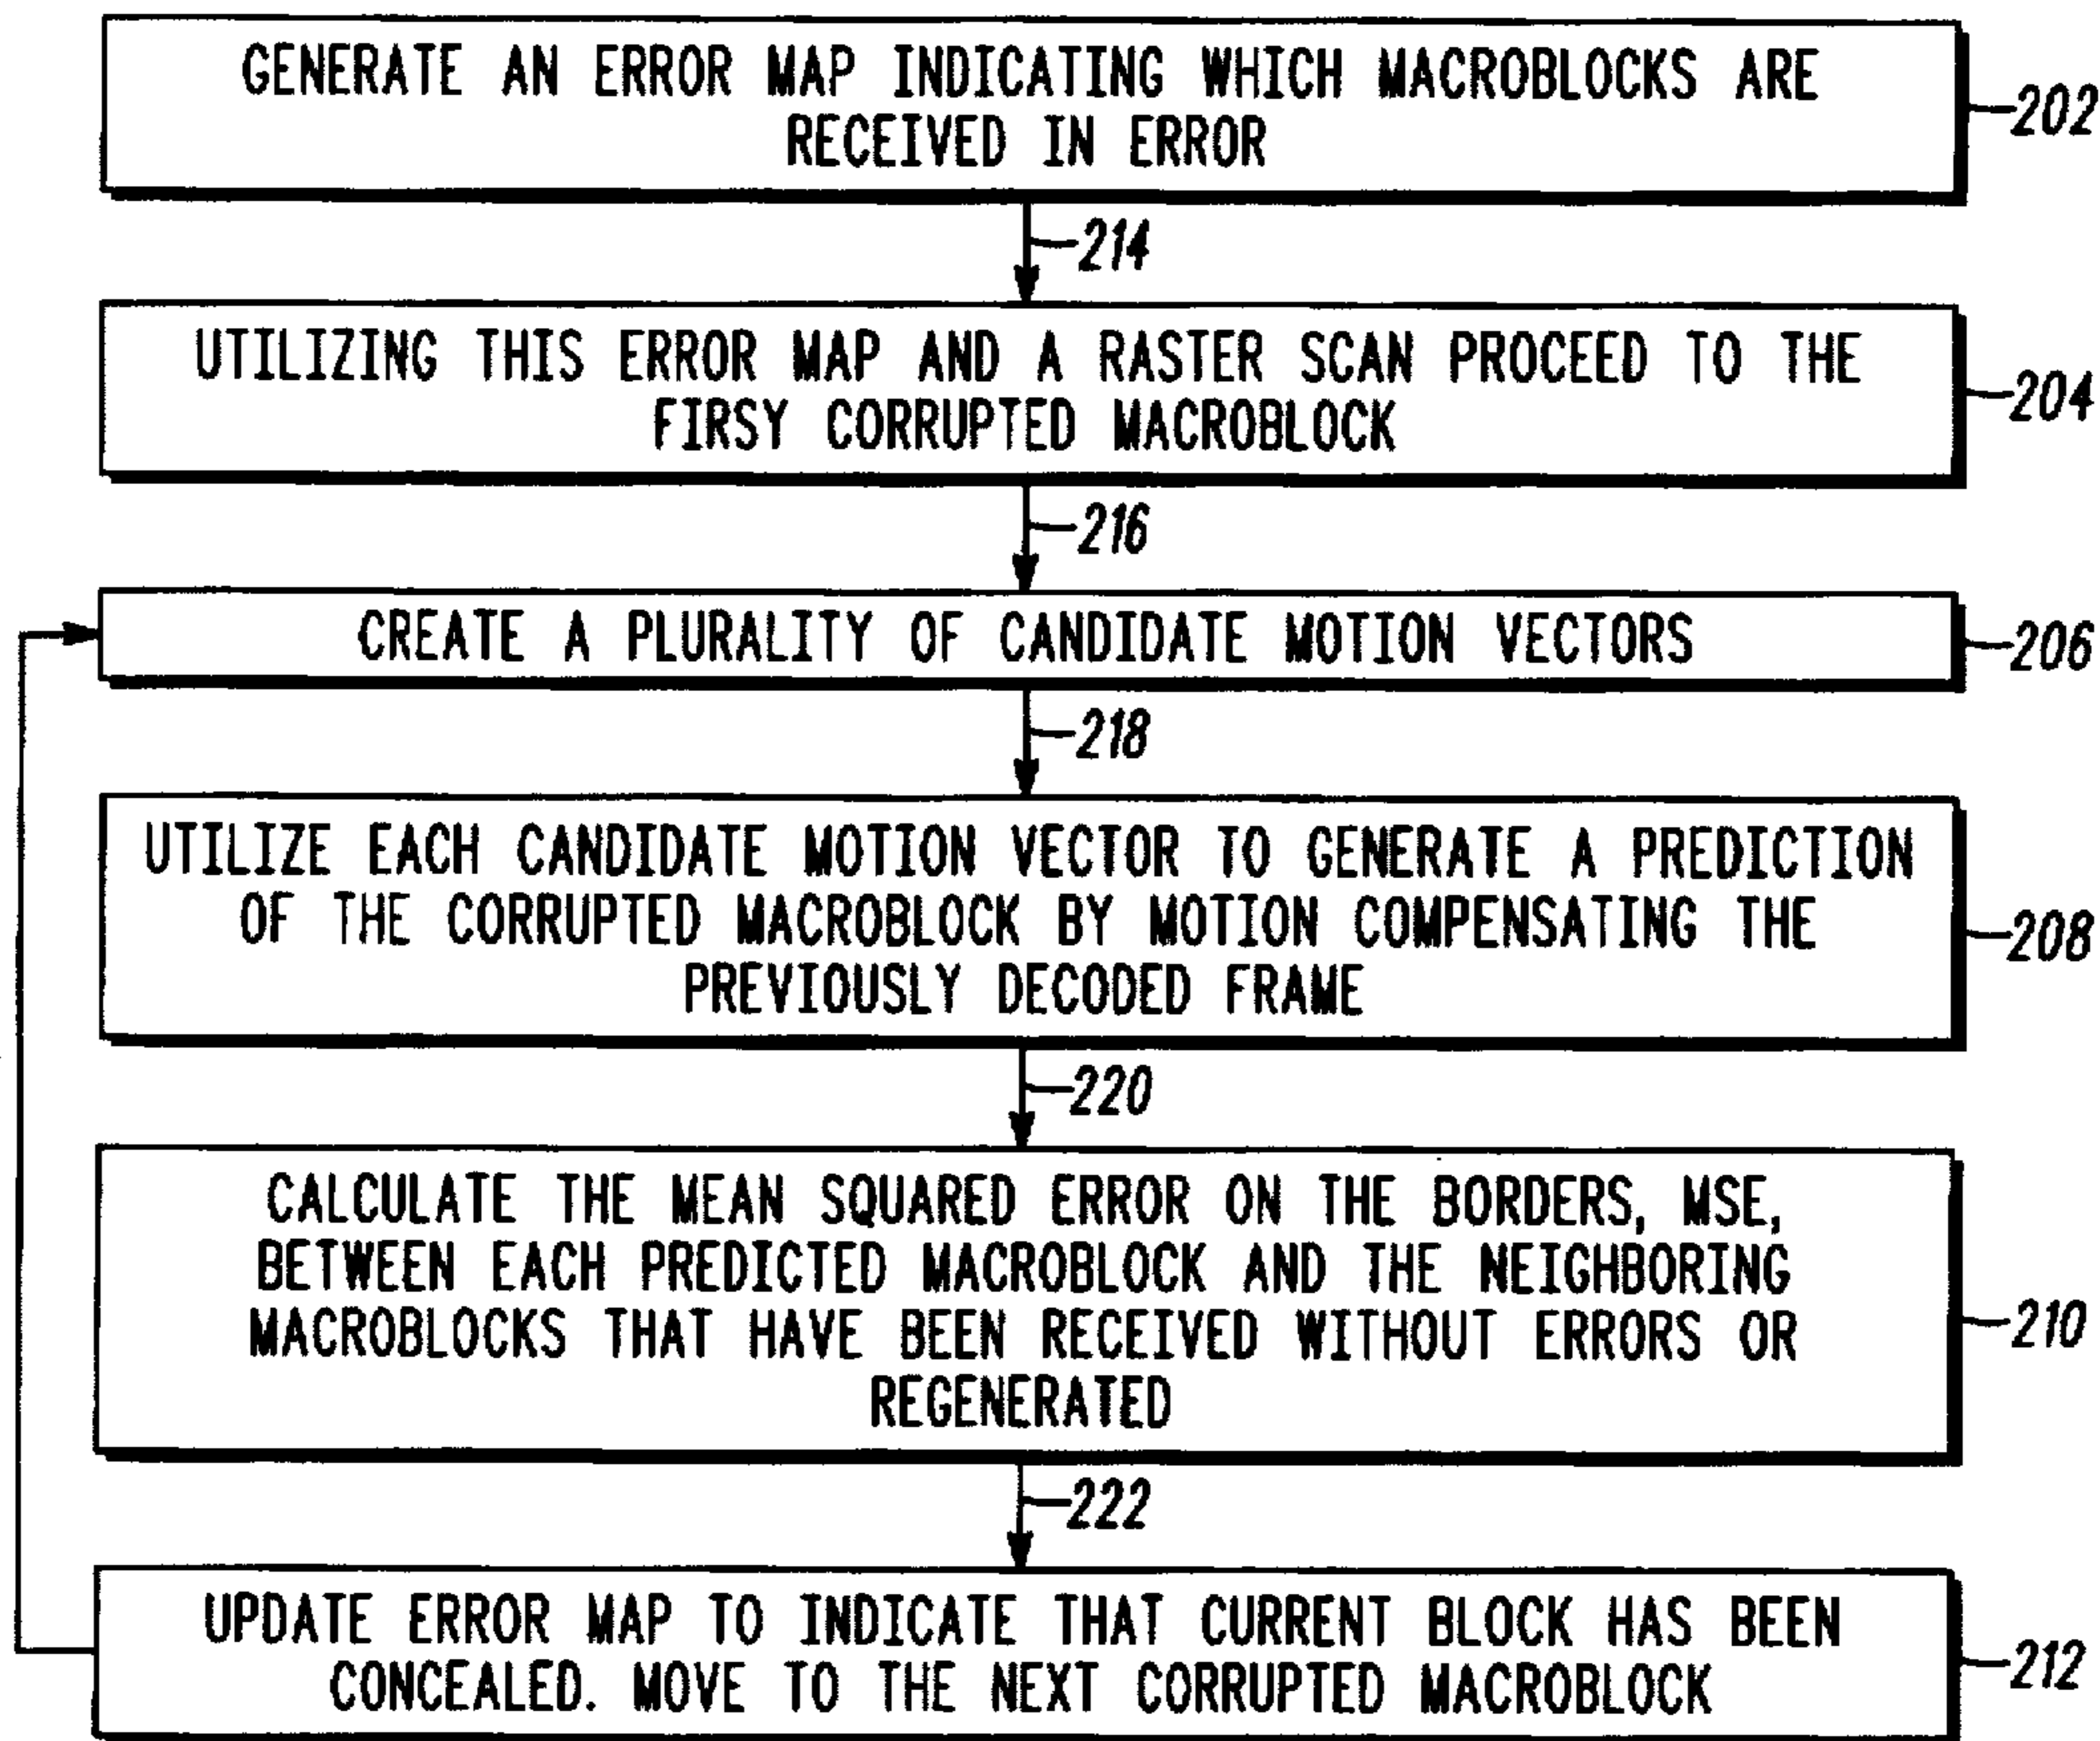 GENERATE AN ERROR MAP INDICATING WHICH MACROBLOCKS ARE
RECEIVED IN ERROR
202
214
UTILIZING THIS ERROR MAP AND A RASTER SCAN PROCEED TO THE
FIRSY CORRUPTED MACROBLOCK
204
216
CREATE A PLURALITY OF CANDIDATE MOTION VECTORS
206
218
UTILIZE EACH CANDIDATE MOTION VECTOR TO GENERATE A PREDICTION
OF THE CORRUPTED MACROBLOCK BY MOTION COMPENSATING THE
PREVIOUSLY DECODED FRAME
208
220
CALCULATE THE MEAN SQUARED ERROR ON THE BORDERS, MSE,
BETWEEN EACH PREDICTED MACROBLOCK AND THE NEIGHBORING
MACROBLOCKS THAT HAVE BEEN RECEIVED WITHOUT ERRORS OR
REGENERATED
210
222
UPDATE ERROR MAP TO INDICATE THAT CURRENT BLOCK HAS BEEN
CONCEALED. MOVE TO THE NEXT CORRUPTED MACROBLOCK
212